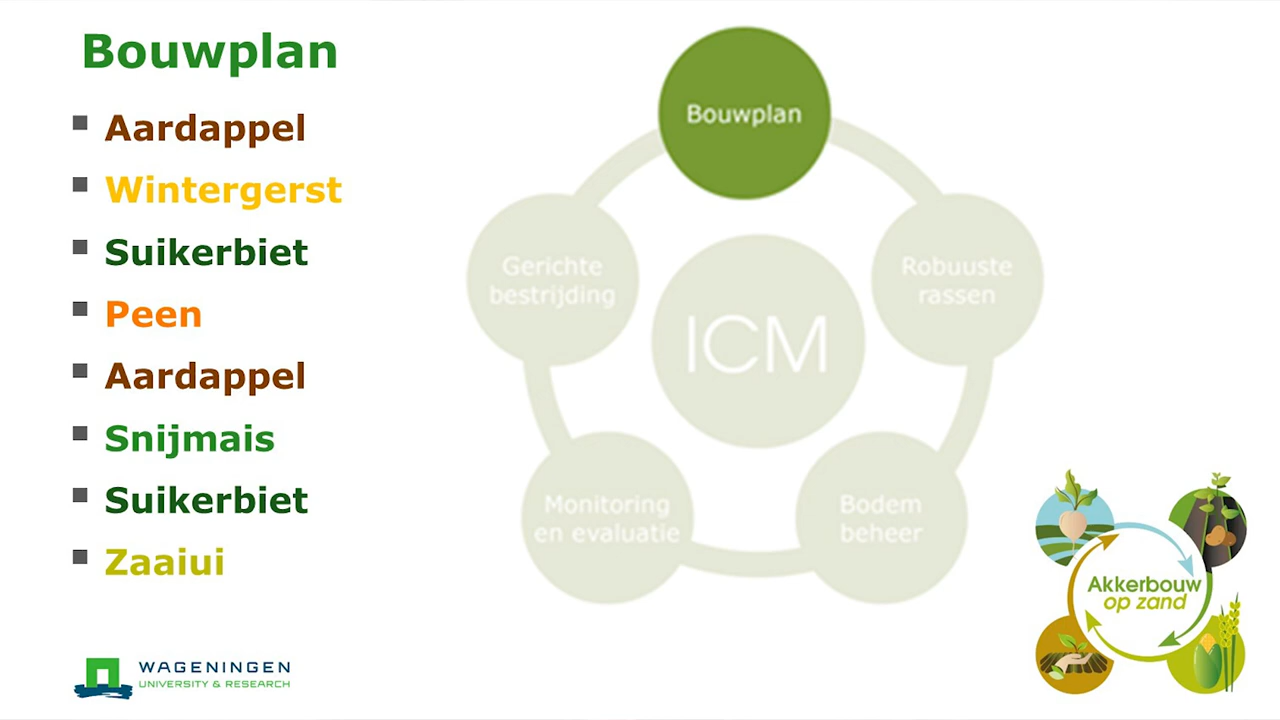 Bouwplan
Aardappel
Wintergerst
Suikerbiet
Peen
Aardappel
Snijmais
Suikerbiet
Zaaiui
Bouwplan
Gerichte
bestrijding
Robuuste
rassen
ICM
Monitoring
en evaluatie
Bodem
beheer
Akkerbouw
op zand
WAGENINGEN
UNIVERSITY & RESEARCH